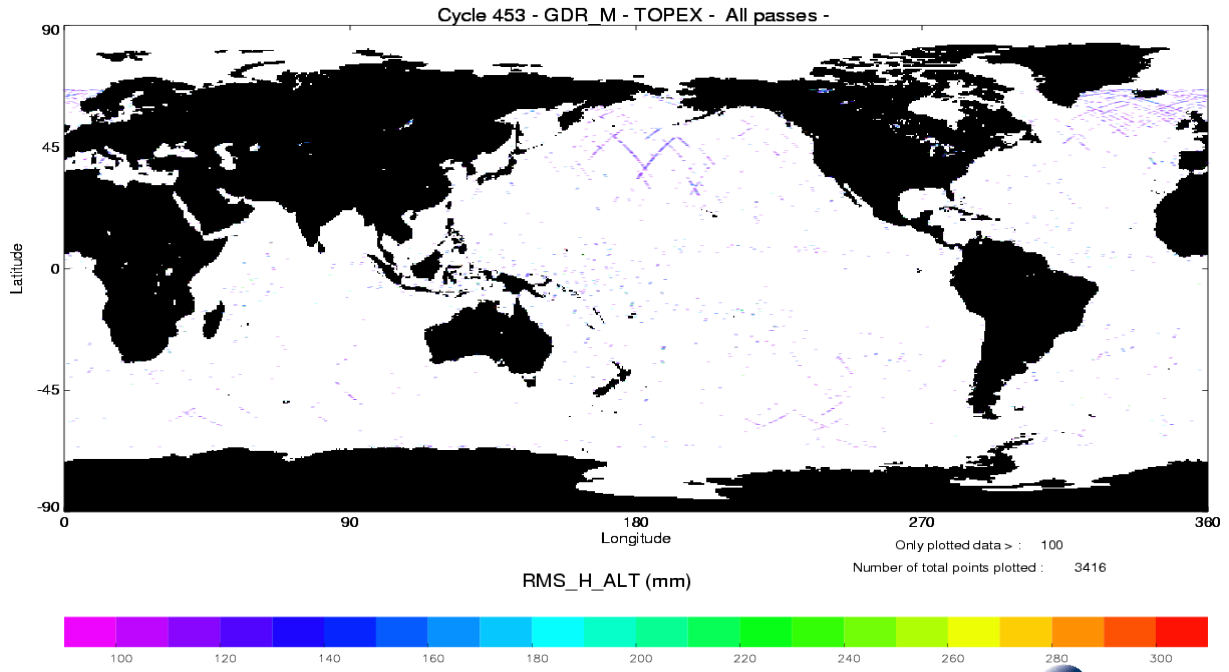 Cycle 453 - GDR_M - TOPEX - All passes -
90
45
0
-45
-90
Latitude
0 90 180 270 360
Longitude
Only plotted data > : 100
Number of total points plotted : 3416
RMS_H_ALT (mm)
100 120 140 160 180 200 220 240 260 280 300